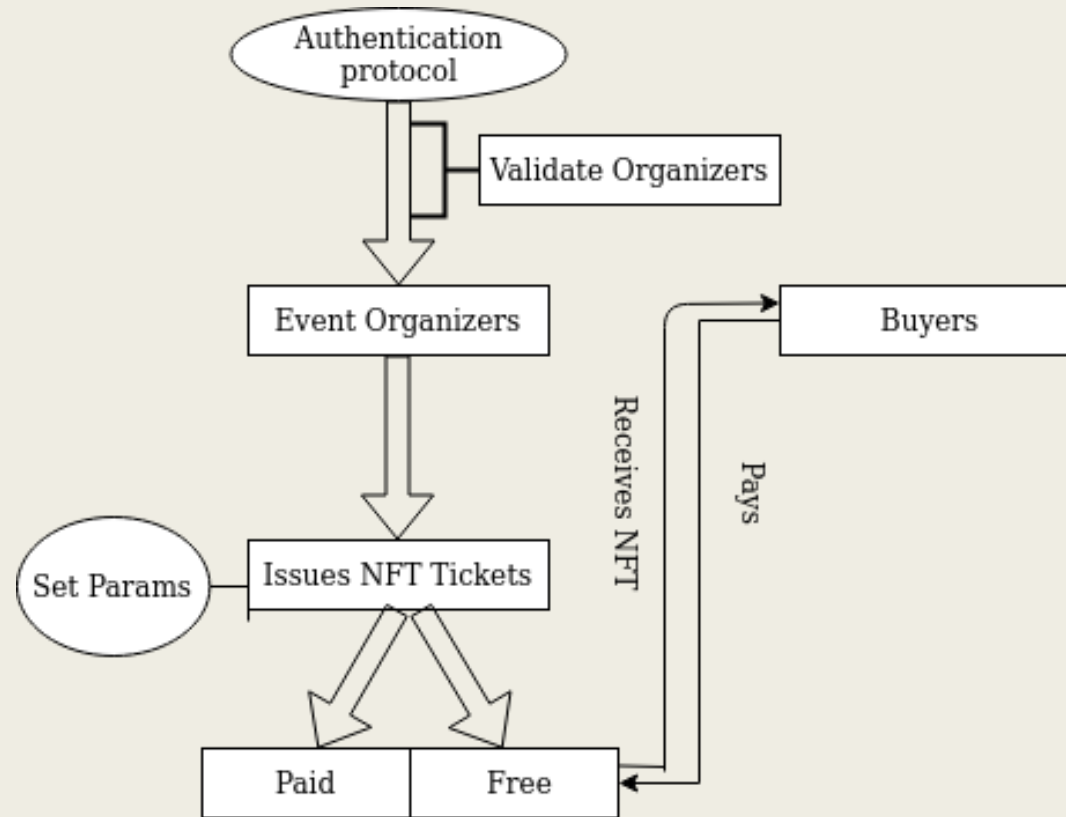 Authentication
protocol
Validate Organizers
Event Organizers
Buyers
Receives NFT
Pays
Set Params
Issues NFT Tickets
Paid
Free